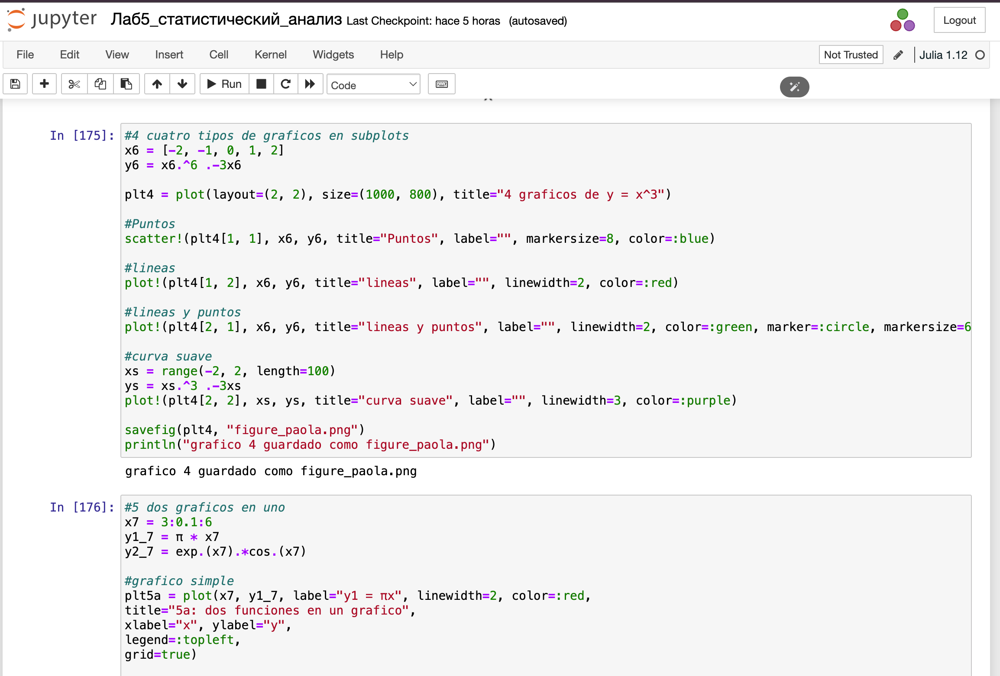 jupyter Лаб5_статистический_анализ Last Checkpoint: hace 5 horas (autosaved)
Logout
File Edit View Insert Cell Kernel Widgets Help
Not Trusted Julia 1.12
Run Code
In [175]:
#4 cuatro tipos de graficos en subplots
x6 = [-2, -1, 0, 1, 2]
y6 = x6.^6 .-3x6
plt4 = plot(layout=(2, 2), size=(1000, 800), title="4 graficos de y = x^3")
#Puntos
scatter!(plt4[1, 1], x6, y6, title="Puntos", label="", markersize=8, color=:blue)
#lineas
plot!(plt4[1, 2], x6, y6, title="lineas", label="", linewidth=2, color=:red)
#lineas y puntos
plot!(plt4[2, 1], x6, y6, title="lineas y puntos", label="", linewidth=2, color=:green, marker=:circle, markersize=6
#curva suave
xs = range(-2, 2, length=100)
ys = xs.^3 .-3xs
plot!(plt4[2, 2], xs, ys, title="curva suave", label="", linewidth=3, color=:purple)
savefig(plt4, "figure_paola.png")
println("grafico 4 guardado como figure_paola.png")
grafico 4 guardado como figure_paola.png
In [176]:
#5 dos graficos en uno
x7 = 3:0.1:6
y1_7 = π * x7
y2_7 = exp.(x7).*cos.(x7)
#grafico simple
plt5a = plot(x7, y1_7, label="y1 = πx", linewidth=2, color=:red,
title="5a: dos funciones en un grafico",
xlabel="x", ylabel="y",
legend=:topleft,
grid=true)